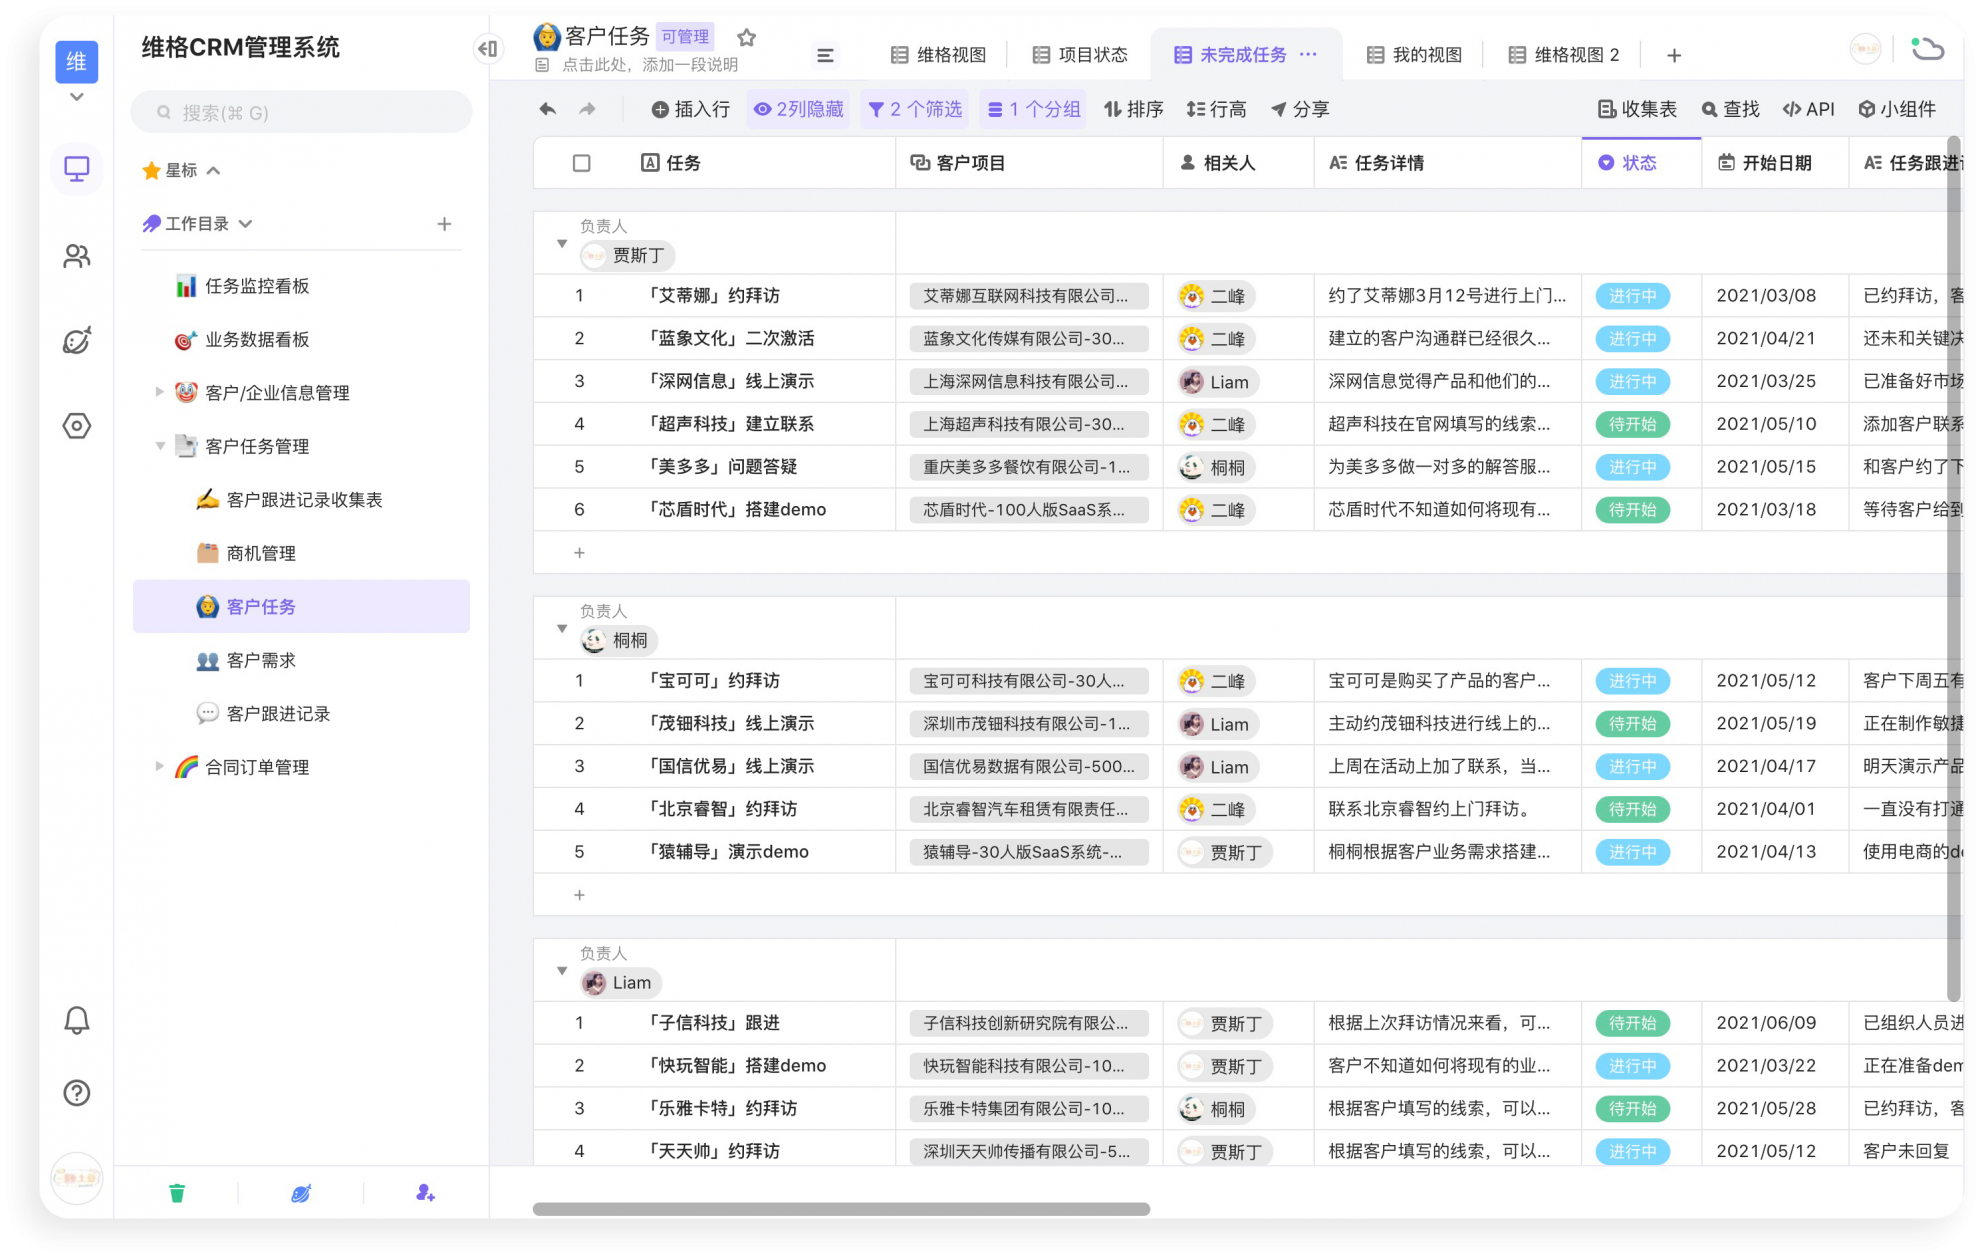 维
维格CRM管理系统
搜索(⌘ G)
星标
工作目录
任务监控看板
业务数据看板
客户/企业信息管理
客户任务管理
客户跟进记录收集表
商机管理
客户任务
客户需求
客户跟进记录
合同订单管理
客户任务 可管理
点击此处，添加一段说明
维格视图 项目状态 未完成任务 ··· 我的视图 维格视图 2 +
插入行 2列隐藏 2 个筛选 1 个分组 排序 行高 分享 收集表 查找 API 小组件
任务 客户项目 相关人 任务详情 状态 开始日期 任务跟进
负责人
贾斯丁
1 「艾蒂娜」约拜访 艾蒂娜互联网科技有限公司... 二峰 约了艾蒂娜3月12号进行上门... 进行中 2021/03/08 已约拜访，客
2 「蓝象文化」二次激活 蓝象文化传媒有限公司-30... 二峰 建立的客户沟通群已经很久... 进行中 2021/04/21 还未和关键决
3 「深网信息」线上演示 上海深网信息科技有限公司... Liam 深网信息觉得产品和他们的... 进行中 2021/03/25 已准备好市场
4 「超声科技」建立联系 上海超声科技有限公司-30... 二峰 超声科技在官网填写的线索... 待开始 2021/05/10 添加客户联系
5 「美多多」问题答疑 重庆美多多餐饮有限公司-1... 桐桐 为美多多做一对多的解答服... 进行中 2021/05/15 和客户约了下
6 「芯盾时代」搭建demo 芯盾时代-100人版SaaS系... 二峰 芯盾时代不知道如何将现有... 待开始 2021/03/18 等待客户给到
+
负责人
桐桐
1 「宝可可」约拜访 宝可可科技有限公司-30人... 二峰 宝可可是购买了产品的客户... 进行中 2021/05/12 客户下周五有
2 「茂钿科技」线上演示 深圳市茂钿科技有限公司-1... Liam 主动约茂钿科技进行线上的... 待开始 2021/05/19 正在制作敏捷
3 「国信优易」线上演示 国信优易数据有限公司-500... Liam 上周在活动上加了联系，当... 进行中 2021/04/17 明天演示产品
4 「北京睿智」约拜访 北京睿智汽车租赁有限责任... 二峰 联系北京睿智约上门拜访。 待开始 2021/04/01 一直没有打通
5 「猿辅导」演示demo 猿辅导-30人版SaaS系统-... 贾斯丁 桐桐根据客户业务需求搭建... 进行中 2021/04/13 使用电商的de
+
负责人
Liam
1 「子信科技」跟进 子信科技创新研究院有限公... 贾斯丁 根据上次拜访情况来看，可... 待开始 2021/06/09 已组织人员进
2 「快玩智能」搭建demo 快玩智能科技有限公司-10... 贾斯丁 客户不知道如何将现有的业... 进行中 2021/03/22 正在准备dem
3 「乐雅卡特」约拜访 乐雅卡特集团有限公司-10... 桐桐 根据客户填写的线索，可以... 待开始 2021/05/28 已约拜访，客
4 「天天帅」约拜访 深圳天天帅传播有限公司-5... 贾斯丁 根据客户填写的线索，可以... 进行中 2021/05/12 客户未回复